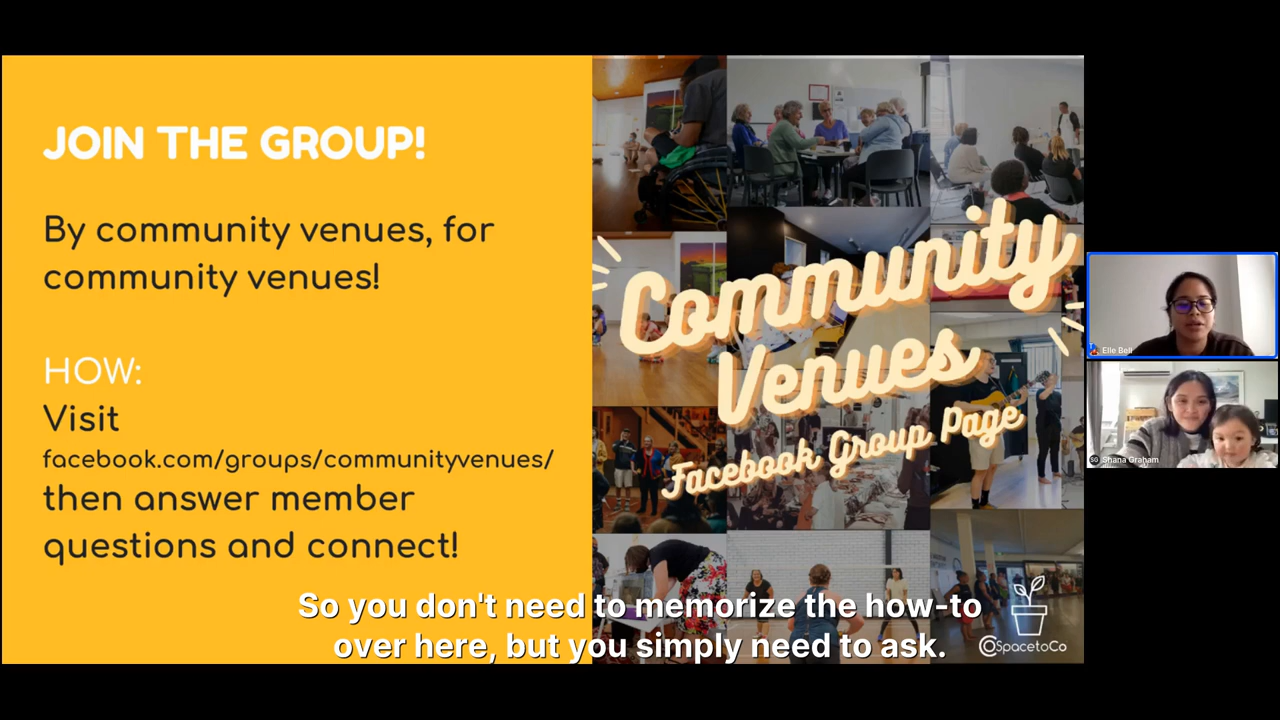 JOIN THE GROUP!
By community venues, for
community venues!
HOW:
Visit
facebook.com/groups/communityvenues/
then answer member
questions and connect!
Community
Venues
Facebook Group Page
SpacetoCo
So you don't need to memorize the how-to
over here, but you simply need to ask.
Elle Bell
SG Shana Graham